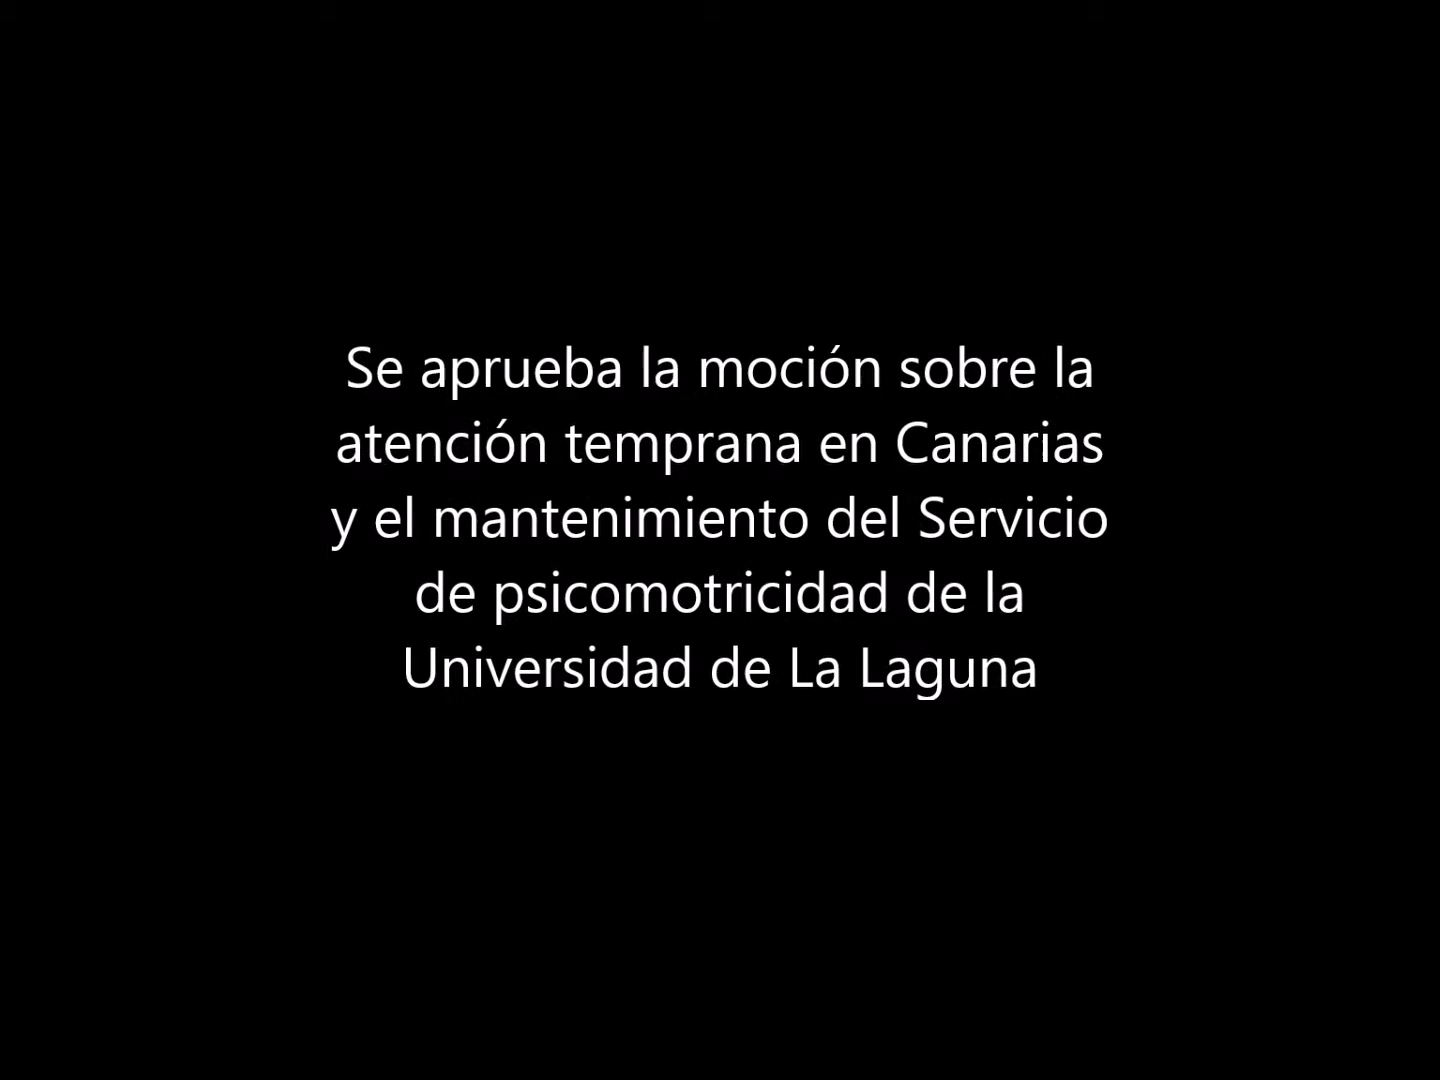 Se aprueba la moción sobre la
atención temprana en Canarias
y el mantenimiento del Servicio
de psicomotricidad de la
Universidad de La Laguna